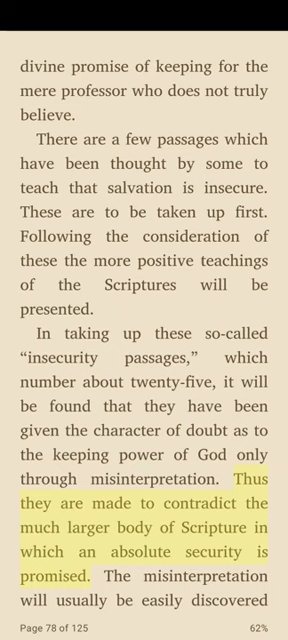 divine promise of keeping for the
mere professor who does not truly
believe.
There are a few passages which
have been thought by some to
teach that salvation is insecure.
These are to be taken up first.
Following the consideration of
these the more positive teachings
of the Scriptures will be
presented.
In taking up these so-called
“insecurity passages,” which
number about twenty-five, it will
be found that they have been
given the character of doubt as to
the keeping power of God only
through misinterpretation. Thus
they are made to contradict the
much larger body of Scripture in
which an absolute security is
promised. The misinterpretation
will usually be easily discovered
Page 78 of 125 62%